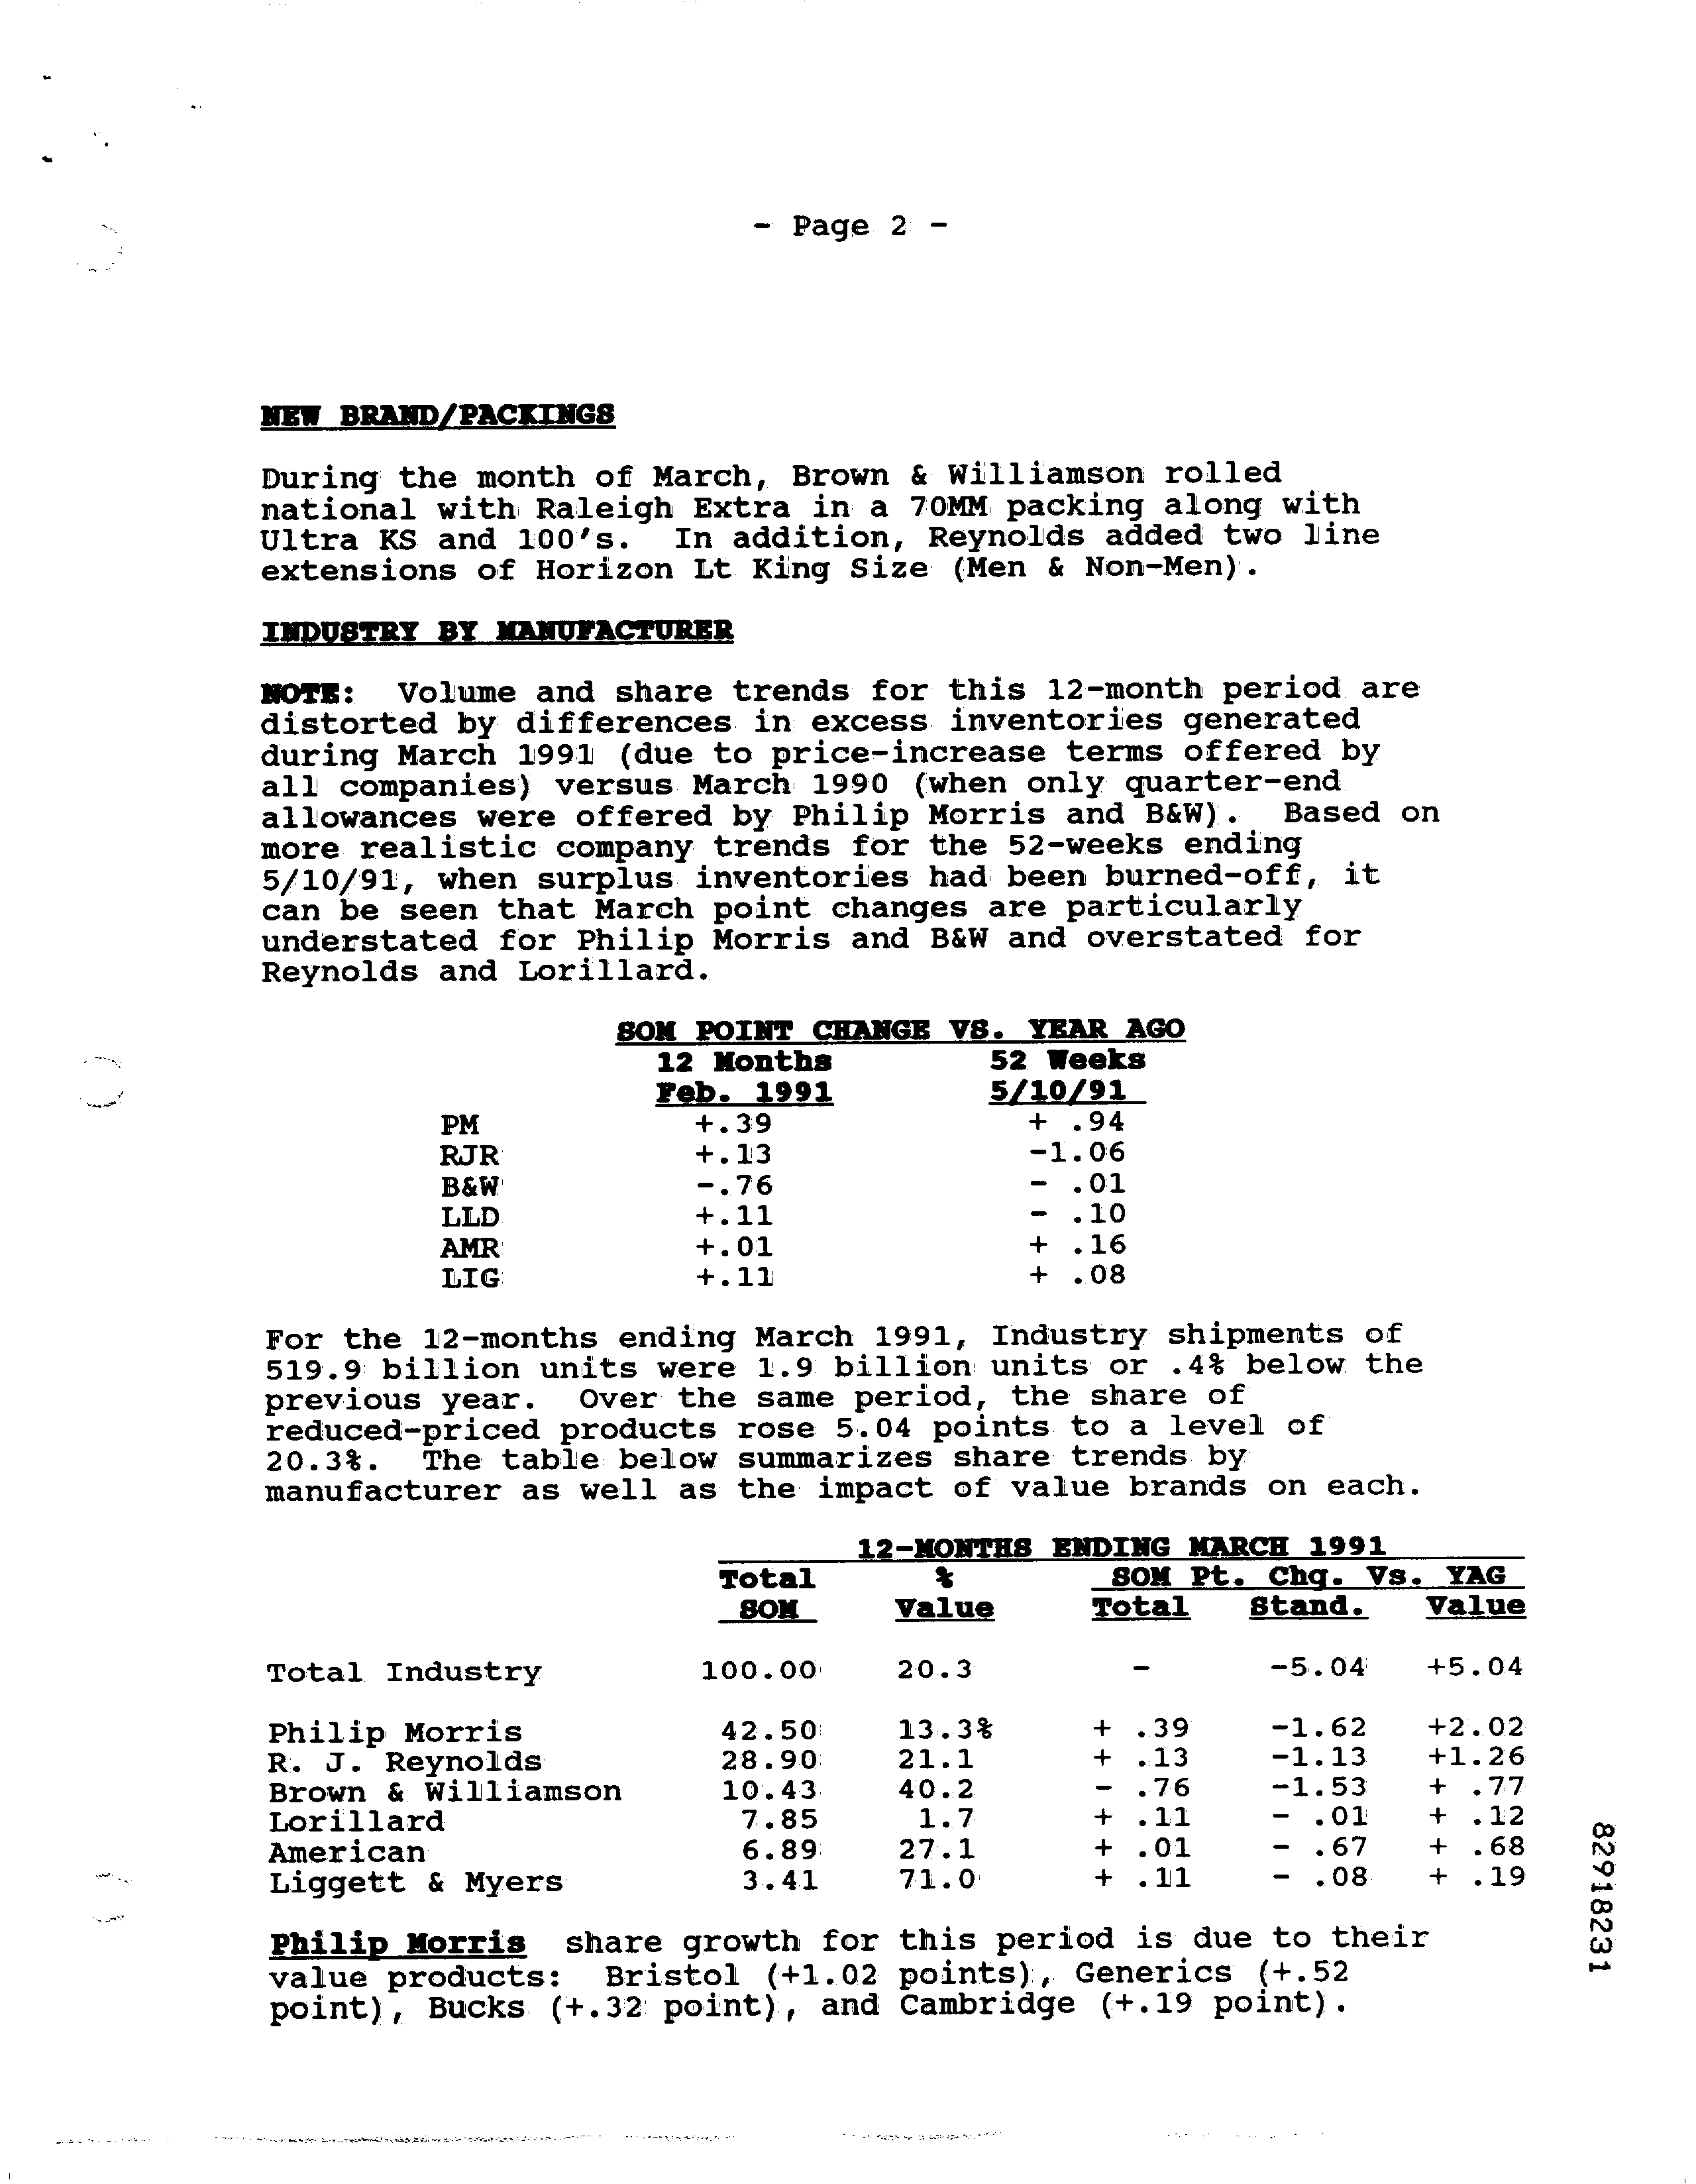 - Page 2 -
NEW BRAND/PACKINGS
During the month of March, Brown & Williamson rolled
national with Raleigh Extra in a 70MM packing along with
Ultra KS and 100's. In addition, Reynolds added two line
extensions of Horizon Lt King Size (Men & Non-Men).
INDUSTRY BY MANUFACTURER
NOTE: Volume and share trends for this 12-month period are
distorted by differences in excess inventories generated
during March 1991 (due to price-increase terms offered by
all companies) versus March 1990 (when only quarter-end
allowances were offered by Philip Morris and B&W). Based on
more realistic company trends for the 52-weeks ending
5/10/91, when surplus inventories had been burned-off, it
can be seen that March point changes are particularly
understated for Philip Morris and B&W and overstated for
Reynolds and Lorillard.
SOM POINT CHANGE VS. YEAR AGO
12 Months 52 Weeks
Feb. 1991 5/10/91
PM +.39 + .94
RJR +.13 -1.06
B&W -.76 - .01
LLD +.11 - .10
AMR +.01 + .16
LIG +.11 + .08
For the 12-months ending March 1991, Industry shipments of
519.9 billion units were 1.9 billion units or .4% below the
previous year. Over the same period, the share of
reduced-priced products rose 5.04 points to a level of
20.3%. The table below summarizes share trends by
manufacturer as well as the impact of value brands on each.
12-MONTHS ENDING MARCH 1991
Total % SOM Pt. Chg. Vs. YAG
SOM Value Total Stand. Value
Total Industry 100.00 20.3 - -5.04 +5.04
Philip Morris 42.50 13.3% + .39 -1.62 +2.02
R. J. Reynolds 28.90 21.1 + .13 -1.13 +1.26
Brown & Williamson 10.43 40.2 - .76 -1.53 + .77
Lorillard 7.85 1.7 + .11 - .01 + .12
American 6.89 27.1 + .01 - .67 + .68
Liggett & Myers 3.41 71.0 + .11 - .08 + .19
Philip Morris share growth for this period is due to their
value products: Bristol (+1.02 points), Generics (+.52
point), Bucks (+.32 point), and Cambridge (+.19 point).
82918231